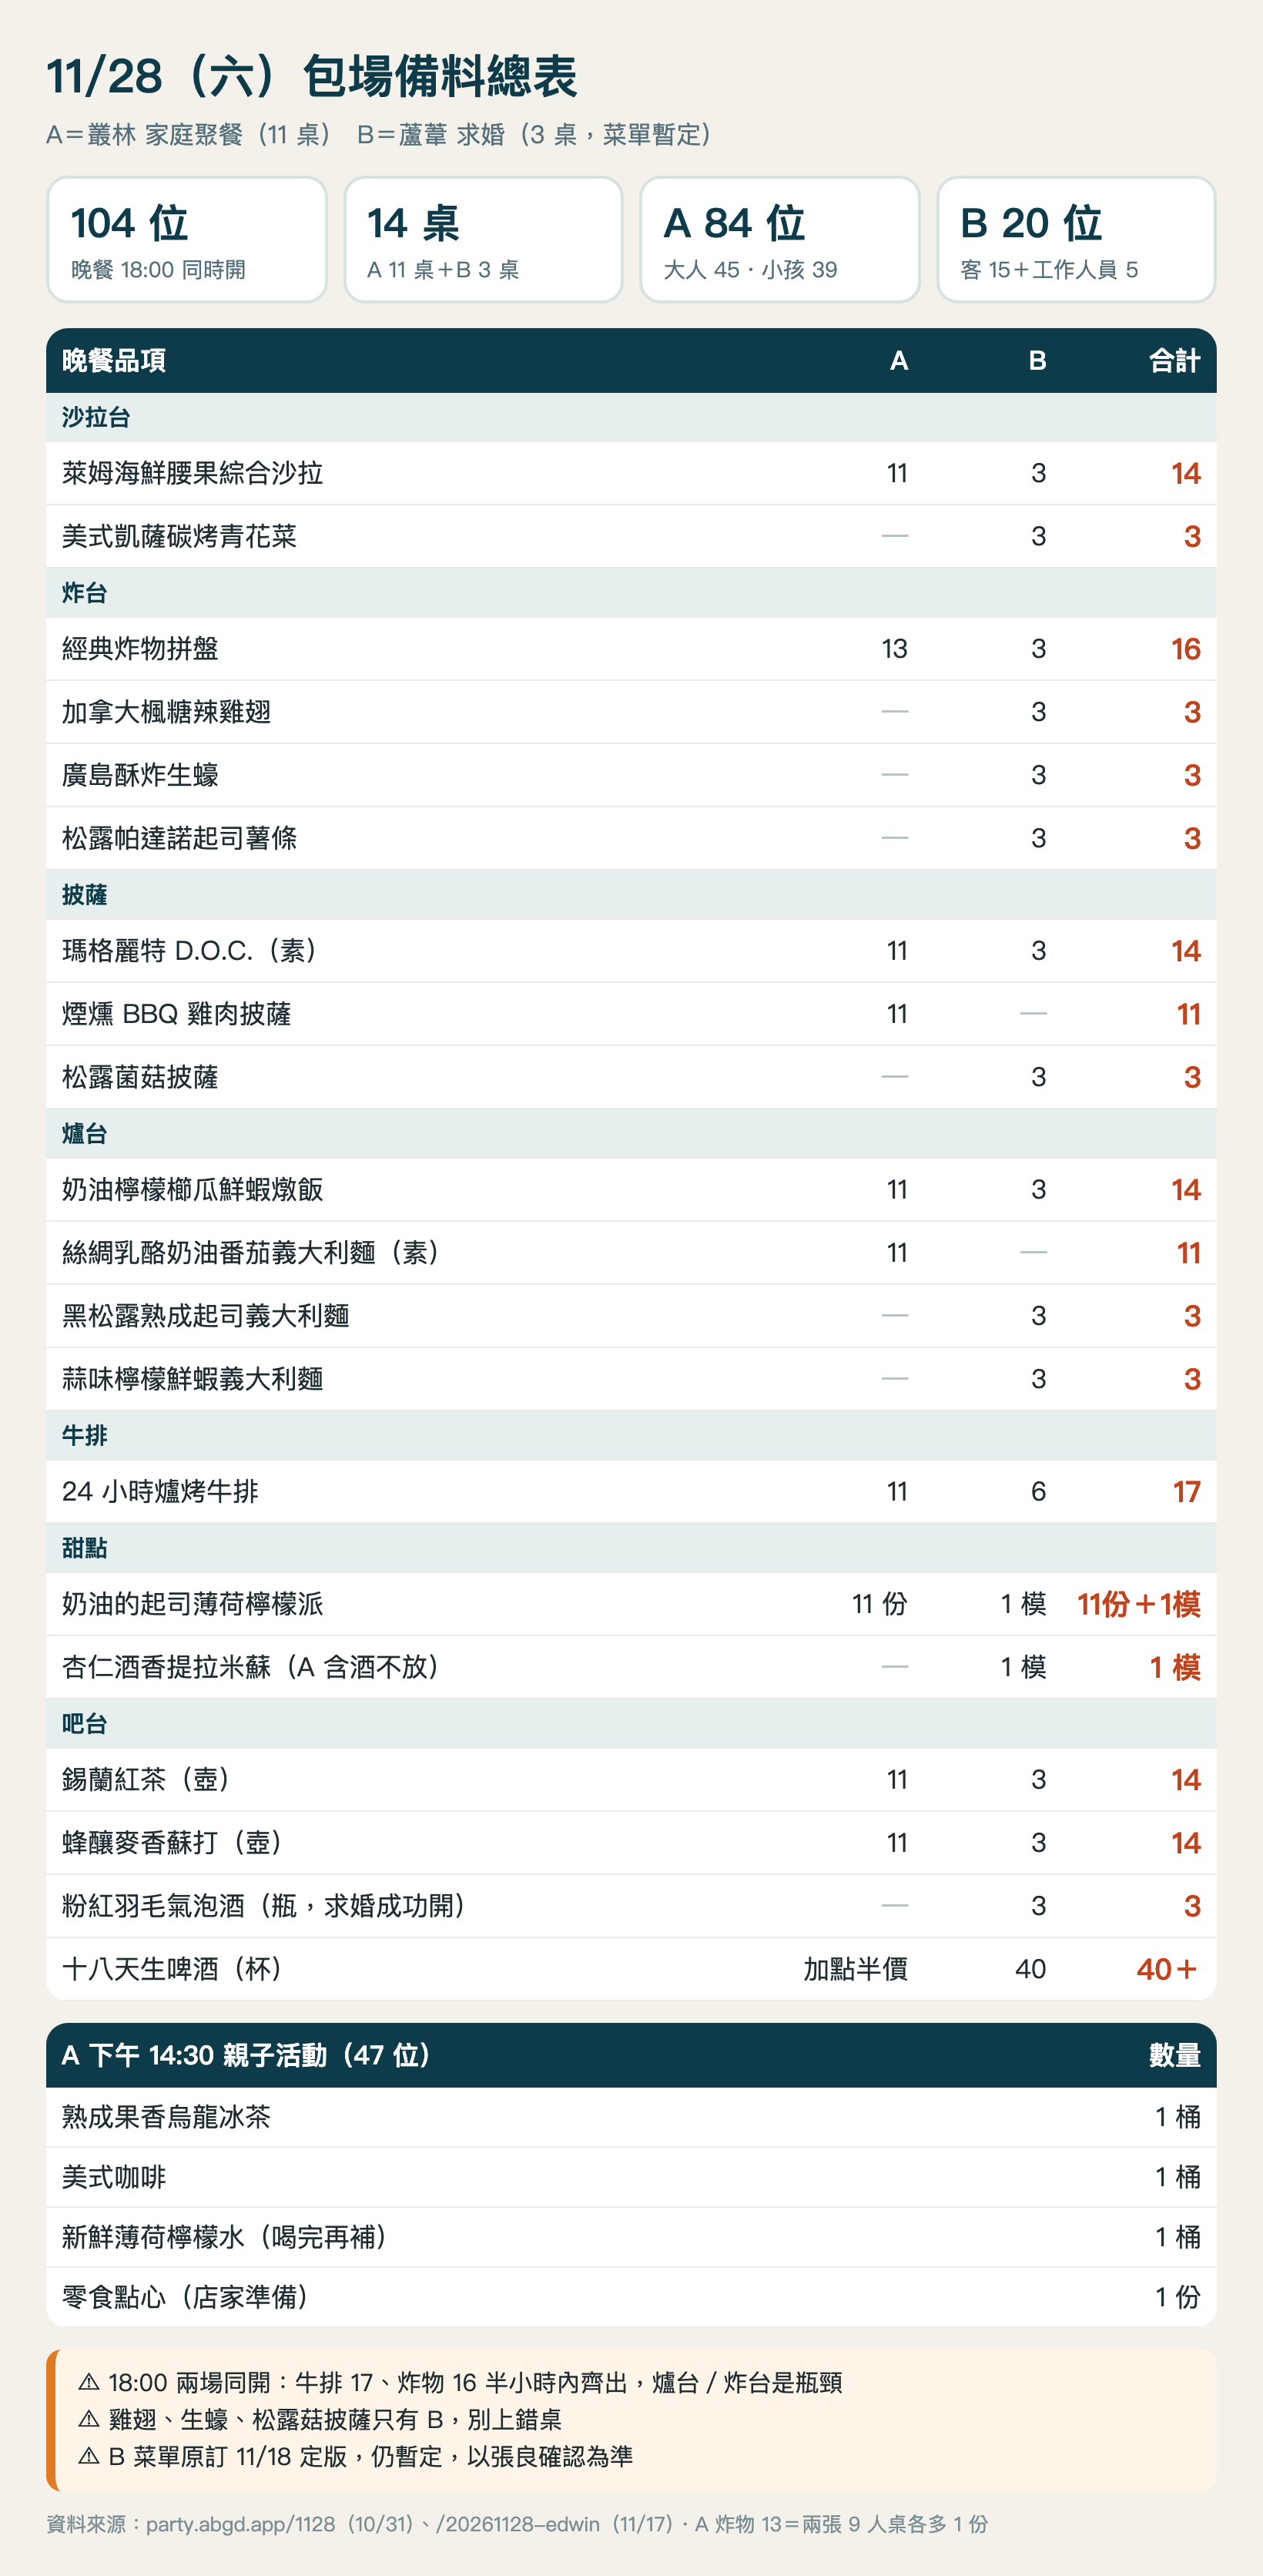 11/28（六）包場備料總表
A＝叢林 家庭聚餐（11 桌） B＝蘆葦 求婚（3 桌，菜單暫定）
104 位
晚餐 18:00 同時開
14 桌
A 11 桌＋B 3 桌
A 84 位
大人 45・小孩 39
B 20 位
客 15＋工作人員 5
晚餐品項 A B 合計
沙拉台
萊姆海鮮腰果綜合沙拉 11 3 14
美式凱薩碳烤青花菜 — 3 3
炸台
經典炸物拼盤 13 3 16
加拿大楓糖辣雞翅 — 3 3
廣島酥炸生蠔 — 3 3
松露帕達諾起司薯條 — 3 3
披薩
瑪格麗特 D.O.C.（素） 11 3 14
煙燻 BBQ 雞肉披薩 11 — 11
松露菌菇披薩 — 3 3
爐台
奶油檸檬櫛瓜鮮蝦燉飯 11 3 14
絲綢乳酪奶油番茄義大利麵（素） 11 — 11
黑松露熟成起司義大利麵 — 3 3
蒜味檸檬鮮蝦義大利麵 — 3 3
牛排
24 小時爐烤牛排 11 6 17
甜點
奶油的起司薄荷檸檬派 11 份 1 模 11份＋1模
杏仁酒香提拉米蘇（A 含酒不放） — 1 模 1 模
吧台
錫蘭紅茶（壺） 11 3 14
蜂釀麥香蘇打（壺） 11 3 14
粉紅羽毛氣泡酒（瓶，求婚成功開） — 3 3
十八天生啤酒（杯） 加點半價 40 40＋
A 下午 14:30 親子活動（47 位） 數量
熟成果香烏龍冰茶 1 桶
美式咖啡 1 桶
新鮮薄荷檸檬水（喝完再補） 1 桶
零食點心（店家準備） 1 份
⚠ 18:00 兩場同開：牛排 17、炸物 16 半小時內齊出，爐台 / 炸台是瓶頸
⚠ 雞翅、生蠔、松露菇披薩只有 B，別上錯桌
⚠ B 菜單原訂 11/18 定版，仍暫定，以張良確認為準
資料來源：party.abgd.app/1128（10/31）、/20261128-edwin（11/17）· A 炸物 13＝兩張 9 人桌各多 1 份